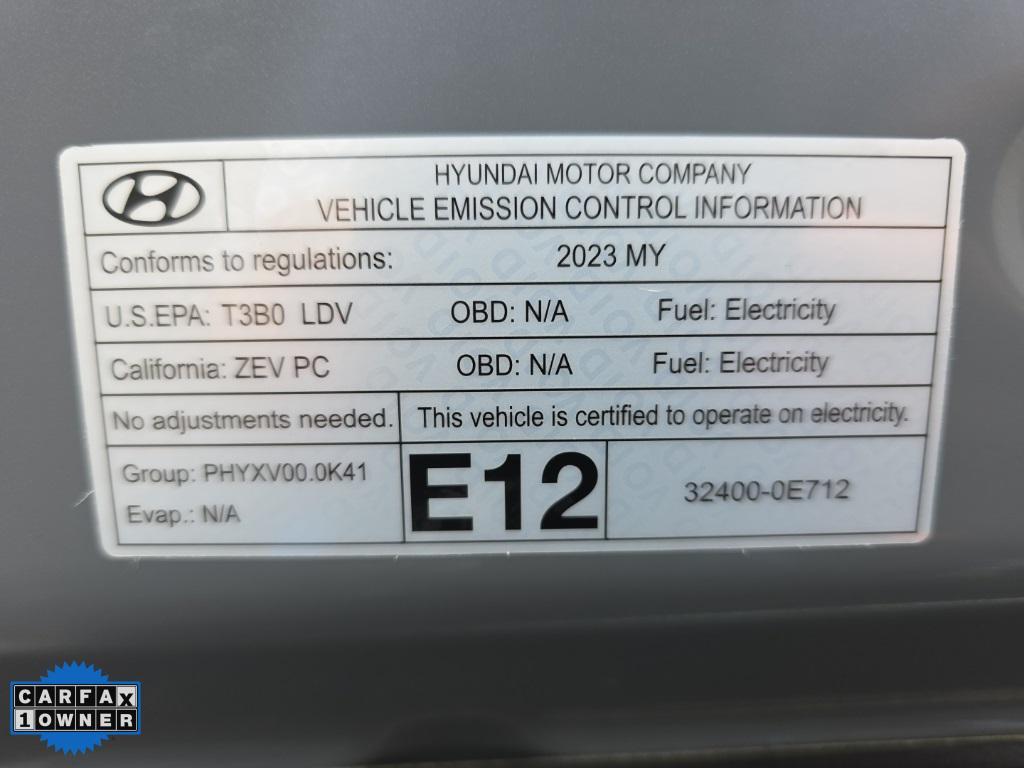 HYUNDAI MOTOR COMPANY
VEHICLE EMISSION CONTROL INFORMATION
Conforms to regulations: 2023 MY
U.S.EPA: T3B0 LDV OBD: N/A Fuel: Electricity
California: ZEV PC OBD: N/A Fuel: Electricity
No adjustments needed. This vehicle is certified to operate on electricity.
Group: PHYXV00.0K41
Evap.: N/A
E12
32400-0E712
CARFAX
1 OWNER